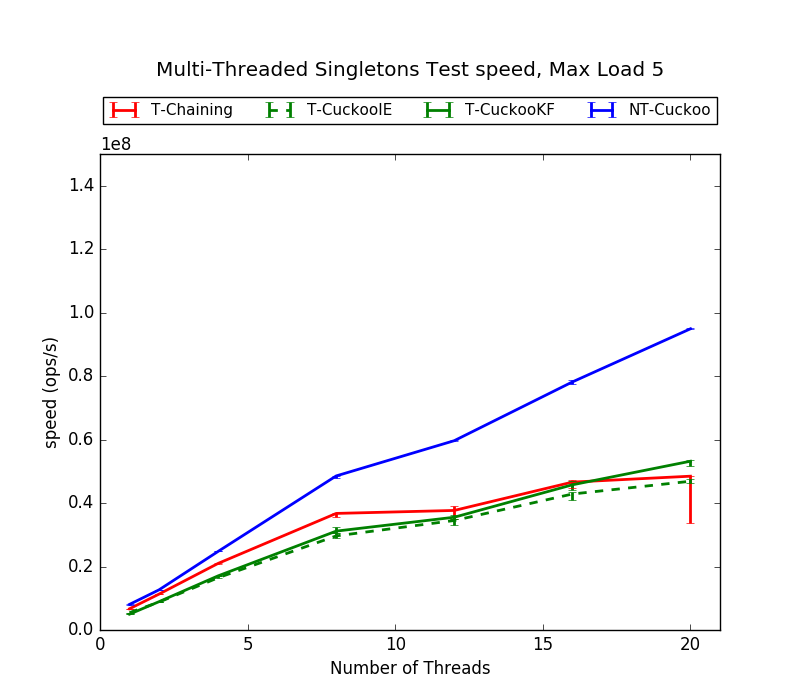 Multi-Threaded Singletons Test speed, Max Load 5
T-Chaining T-CuckooIE T-CuckooKF NT-Cuckoo
1e8
1.4
1.2
1.0
0.8
0.6
0.4
0.2
0.0
speed (ops/s)
0 5 10 15 20
Number of Threads